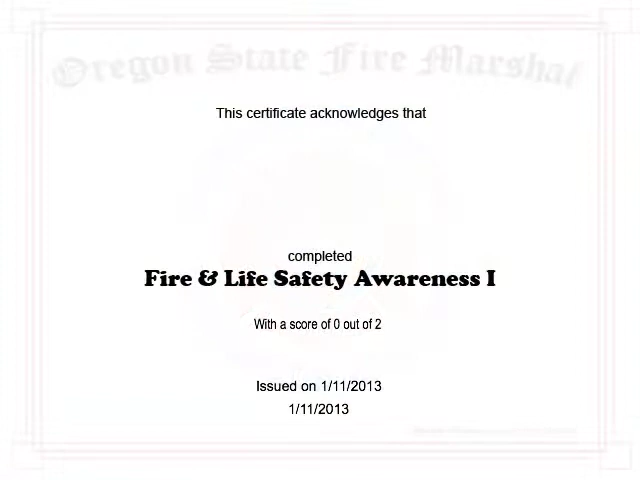 Oregon State Fire Marshal
This certificate acknowledges that
completed
Fire & Life Safety Awareness I
With a score of 0 out of 2
Issued on 1/11/2013
1/11/2013